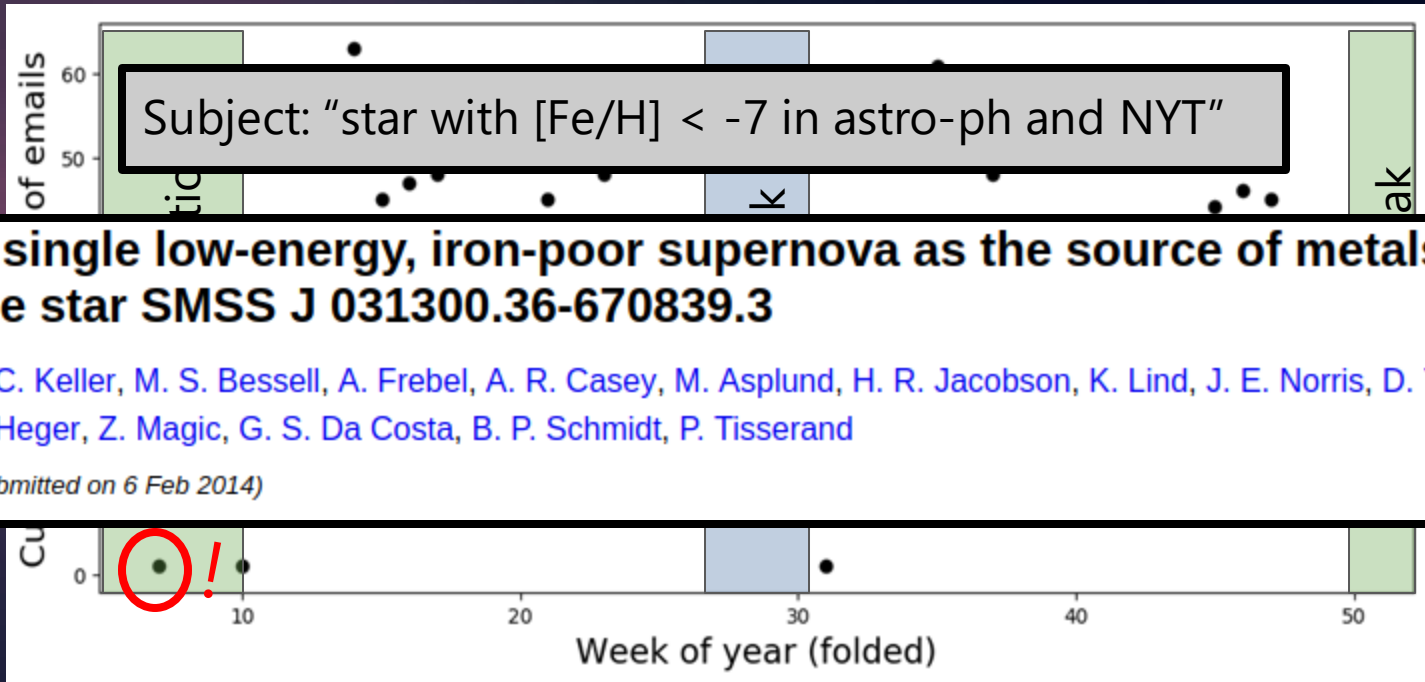 of emails
60
50
Subject: “star with [Fe/H] < -7 in astro-ph and NYT”
tio
k
ak
single low-energy, iron-poor supernova as the source of metals
e star SMSS J 031300.36-670839.3
C. Keller, M. S. Bessell, A. Frebel, A. R. Casey, M. Asplund, H. R. Jacobson, K. Lind, J. E. Norris, D.
Heger, Z. Magic, G. S. Da Costa, B. P. Schmidt, P. Tisserand
bmitted on 6 Feb 2014)
Cu
0
!
10 20 30 40 50
Week of year (folded)